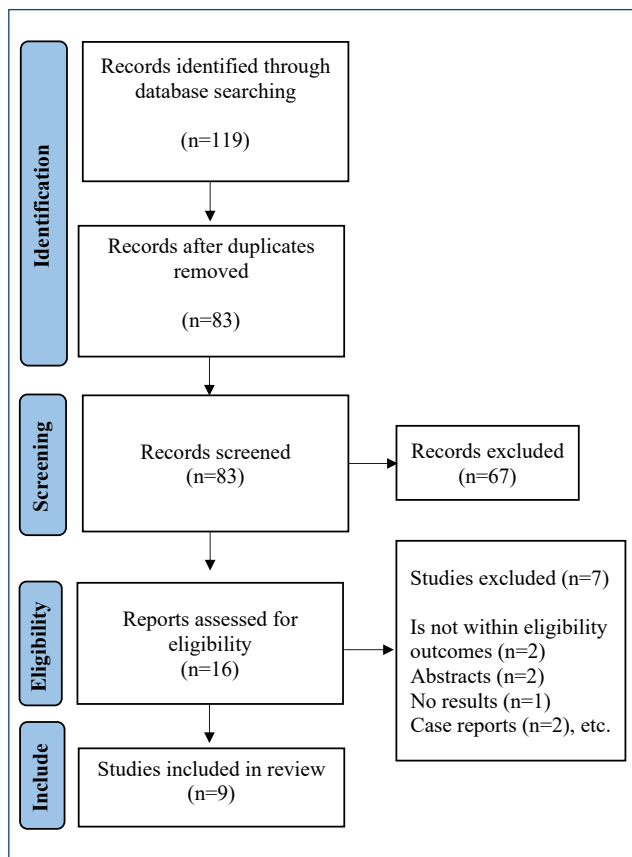 Identification
Records identified through
database searching
(n=119)
Records after duplicates
removed
(n=83)
Screening
Records screened
(n=83)
Records excluded
(n=67)
Eligibility
Reports assessed for
eligibility
(n=16)
Studies excluded (n=7)
Is not within eligibility
outcomes (n=2)
Abstracts (n=2)
No results (n=1)
Case reports (n=2), etc.
Include
Studies included in review
(n=9)